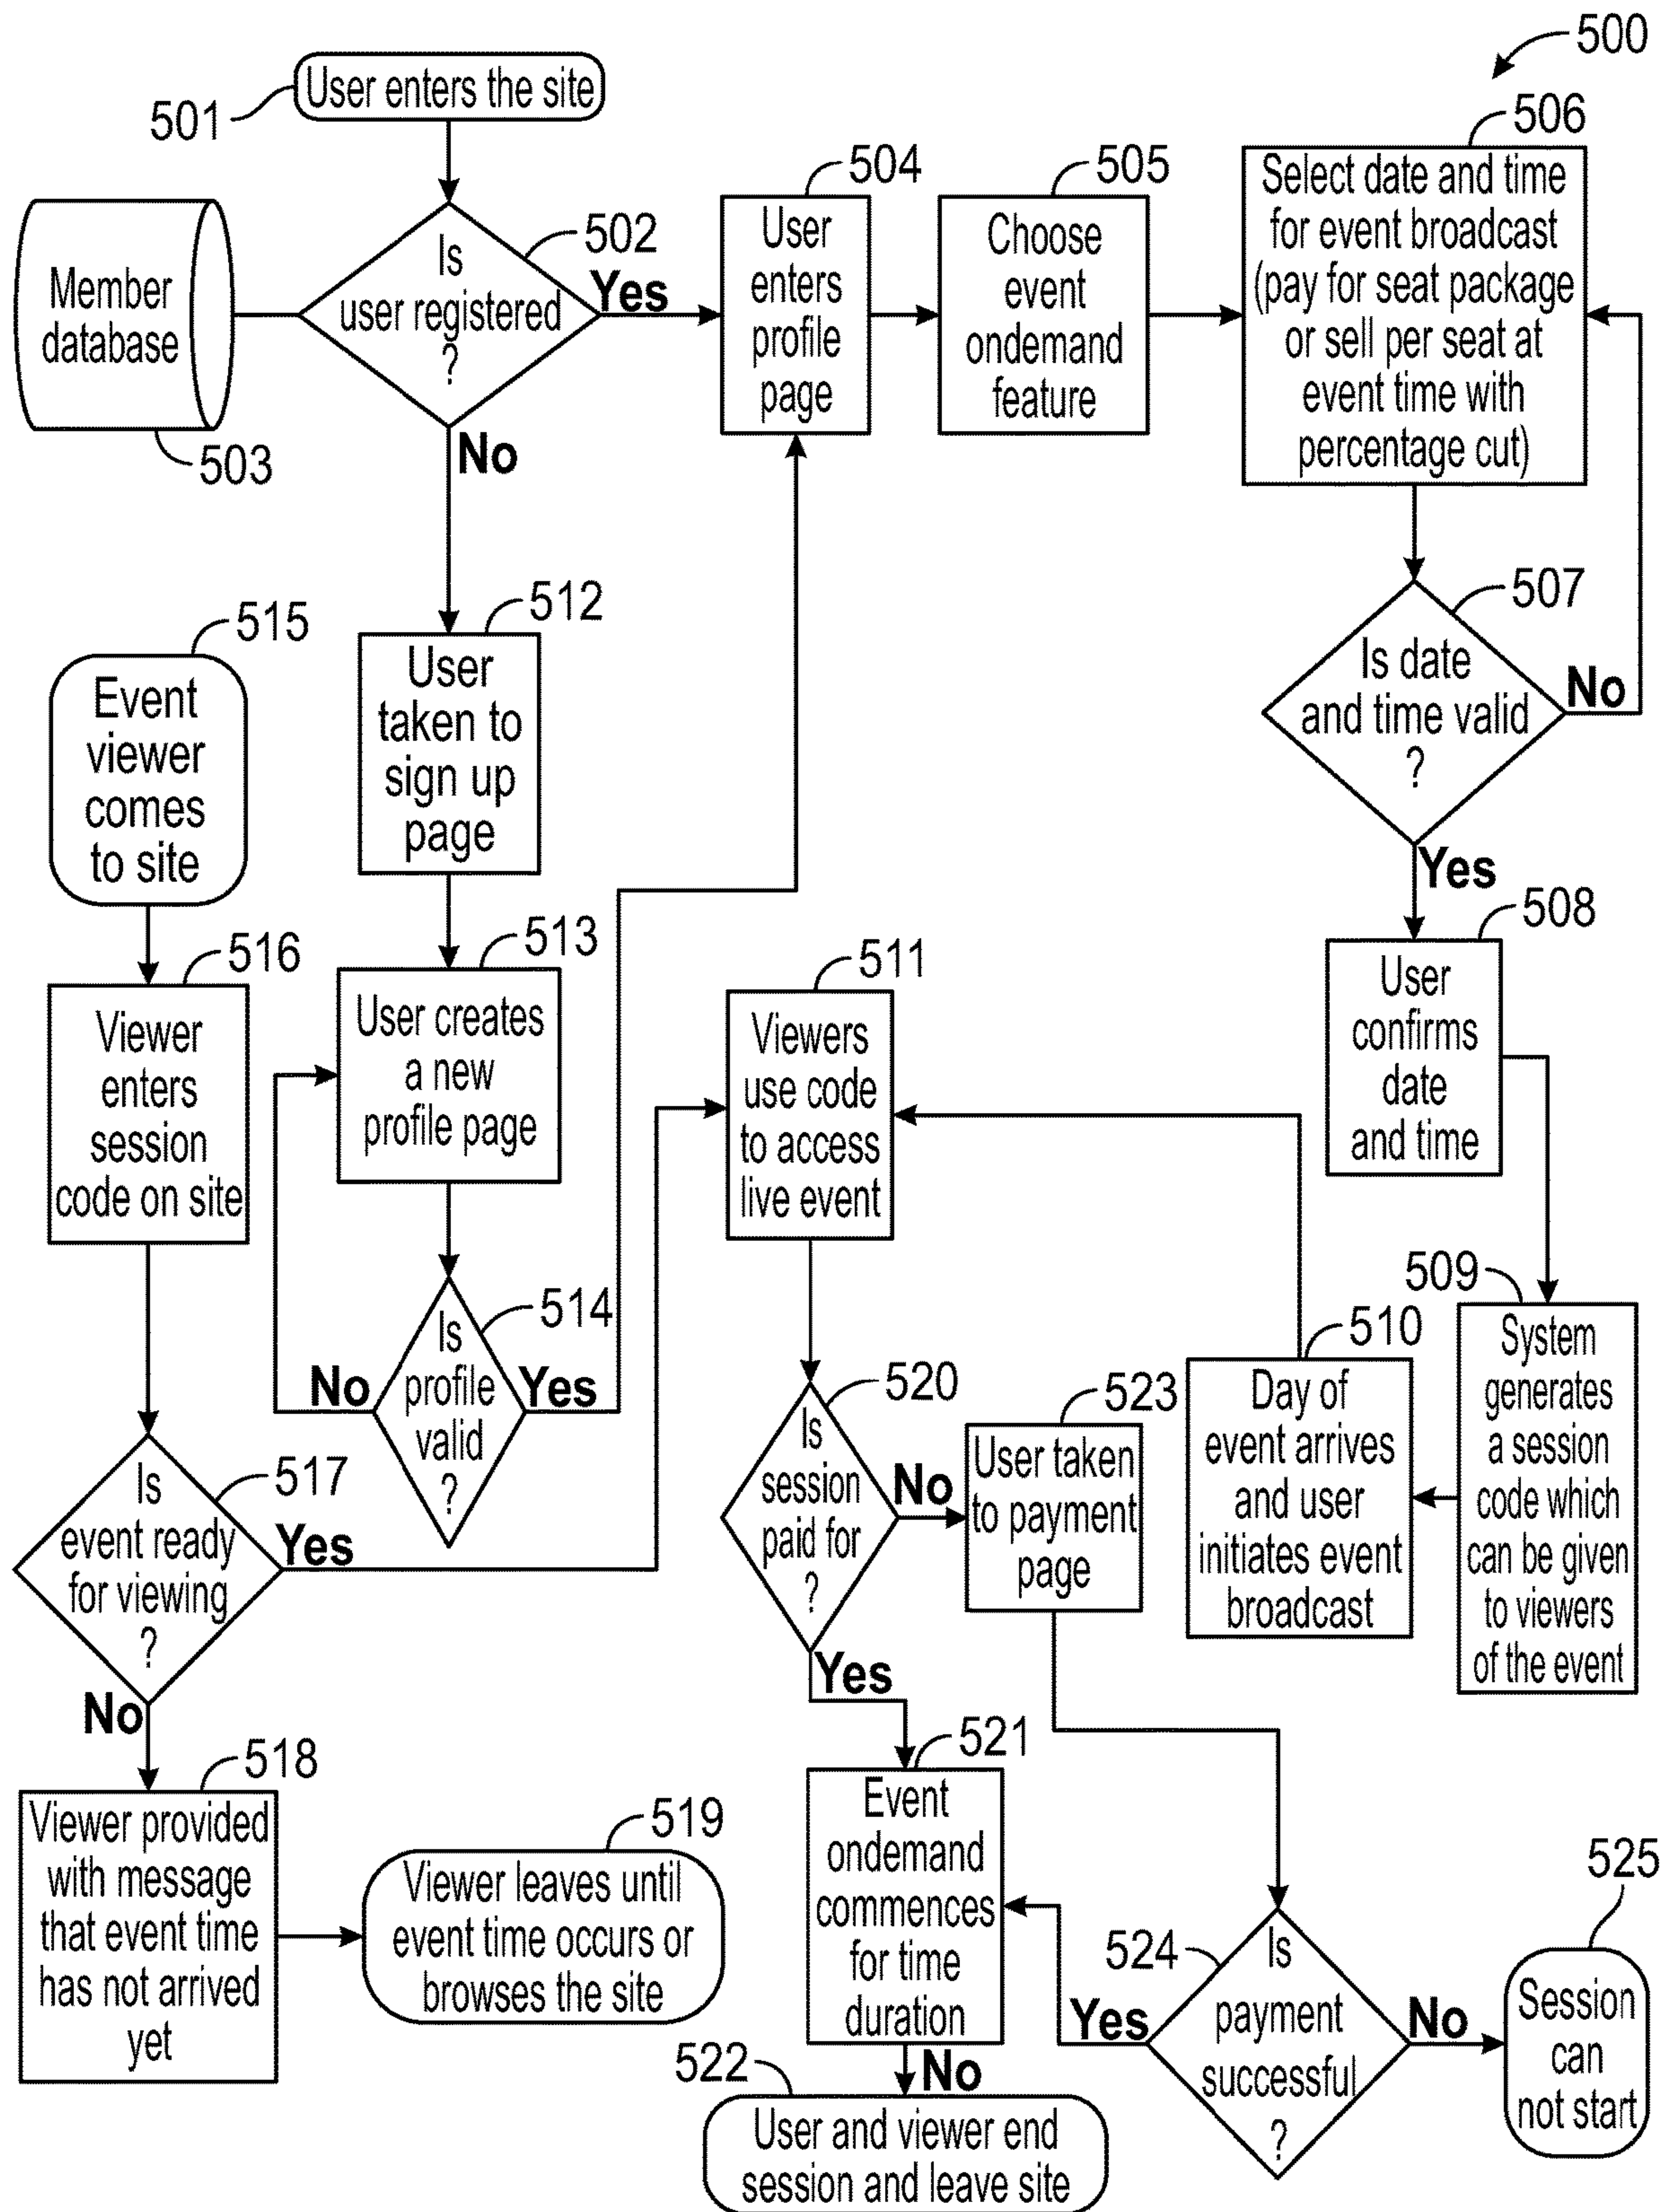 500
User enters the site
501
506
504
505
Select date and time
for event broadcast
(pay for seat package
or sell per seat at
event time with
percentage cut)
502
Is
user registered
?
Yes
No
Member
database
503
User
enters
profile
page
Choose
event
ondemand
feature
507
Is date
and time valid
?
No
Yes
512
User
taken to
sign up
page
515
Event
viewer
comes
to site
508
User
confirms
date
and time
516
Viewer
enters
session
code on site
513
User creates
a new
profile page
511
Viewers
use code
to access
live event
514
Is
profile
valid
?
No
Yes
509
System
generates
a session
code which
can be given
to viewers
of the event
510
Day of
event arrives
and user
initiates event
broadcast
520
Is
session
paid for
?
No
Yes
523
User taken
to payment
page
517
Is
event ready
for viewing
?
Yes
No
518
Viewer provided
with message
that event time
has not arrived
yet
519
Viewer leaves until
event time occurs or
browses the site
521
Event
ondemand
commences
for time
duration
No
522
User and viewer end
session and leave site
524
Is
payment
successful
?
Yes
No
525
Session
can
not start